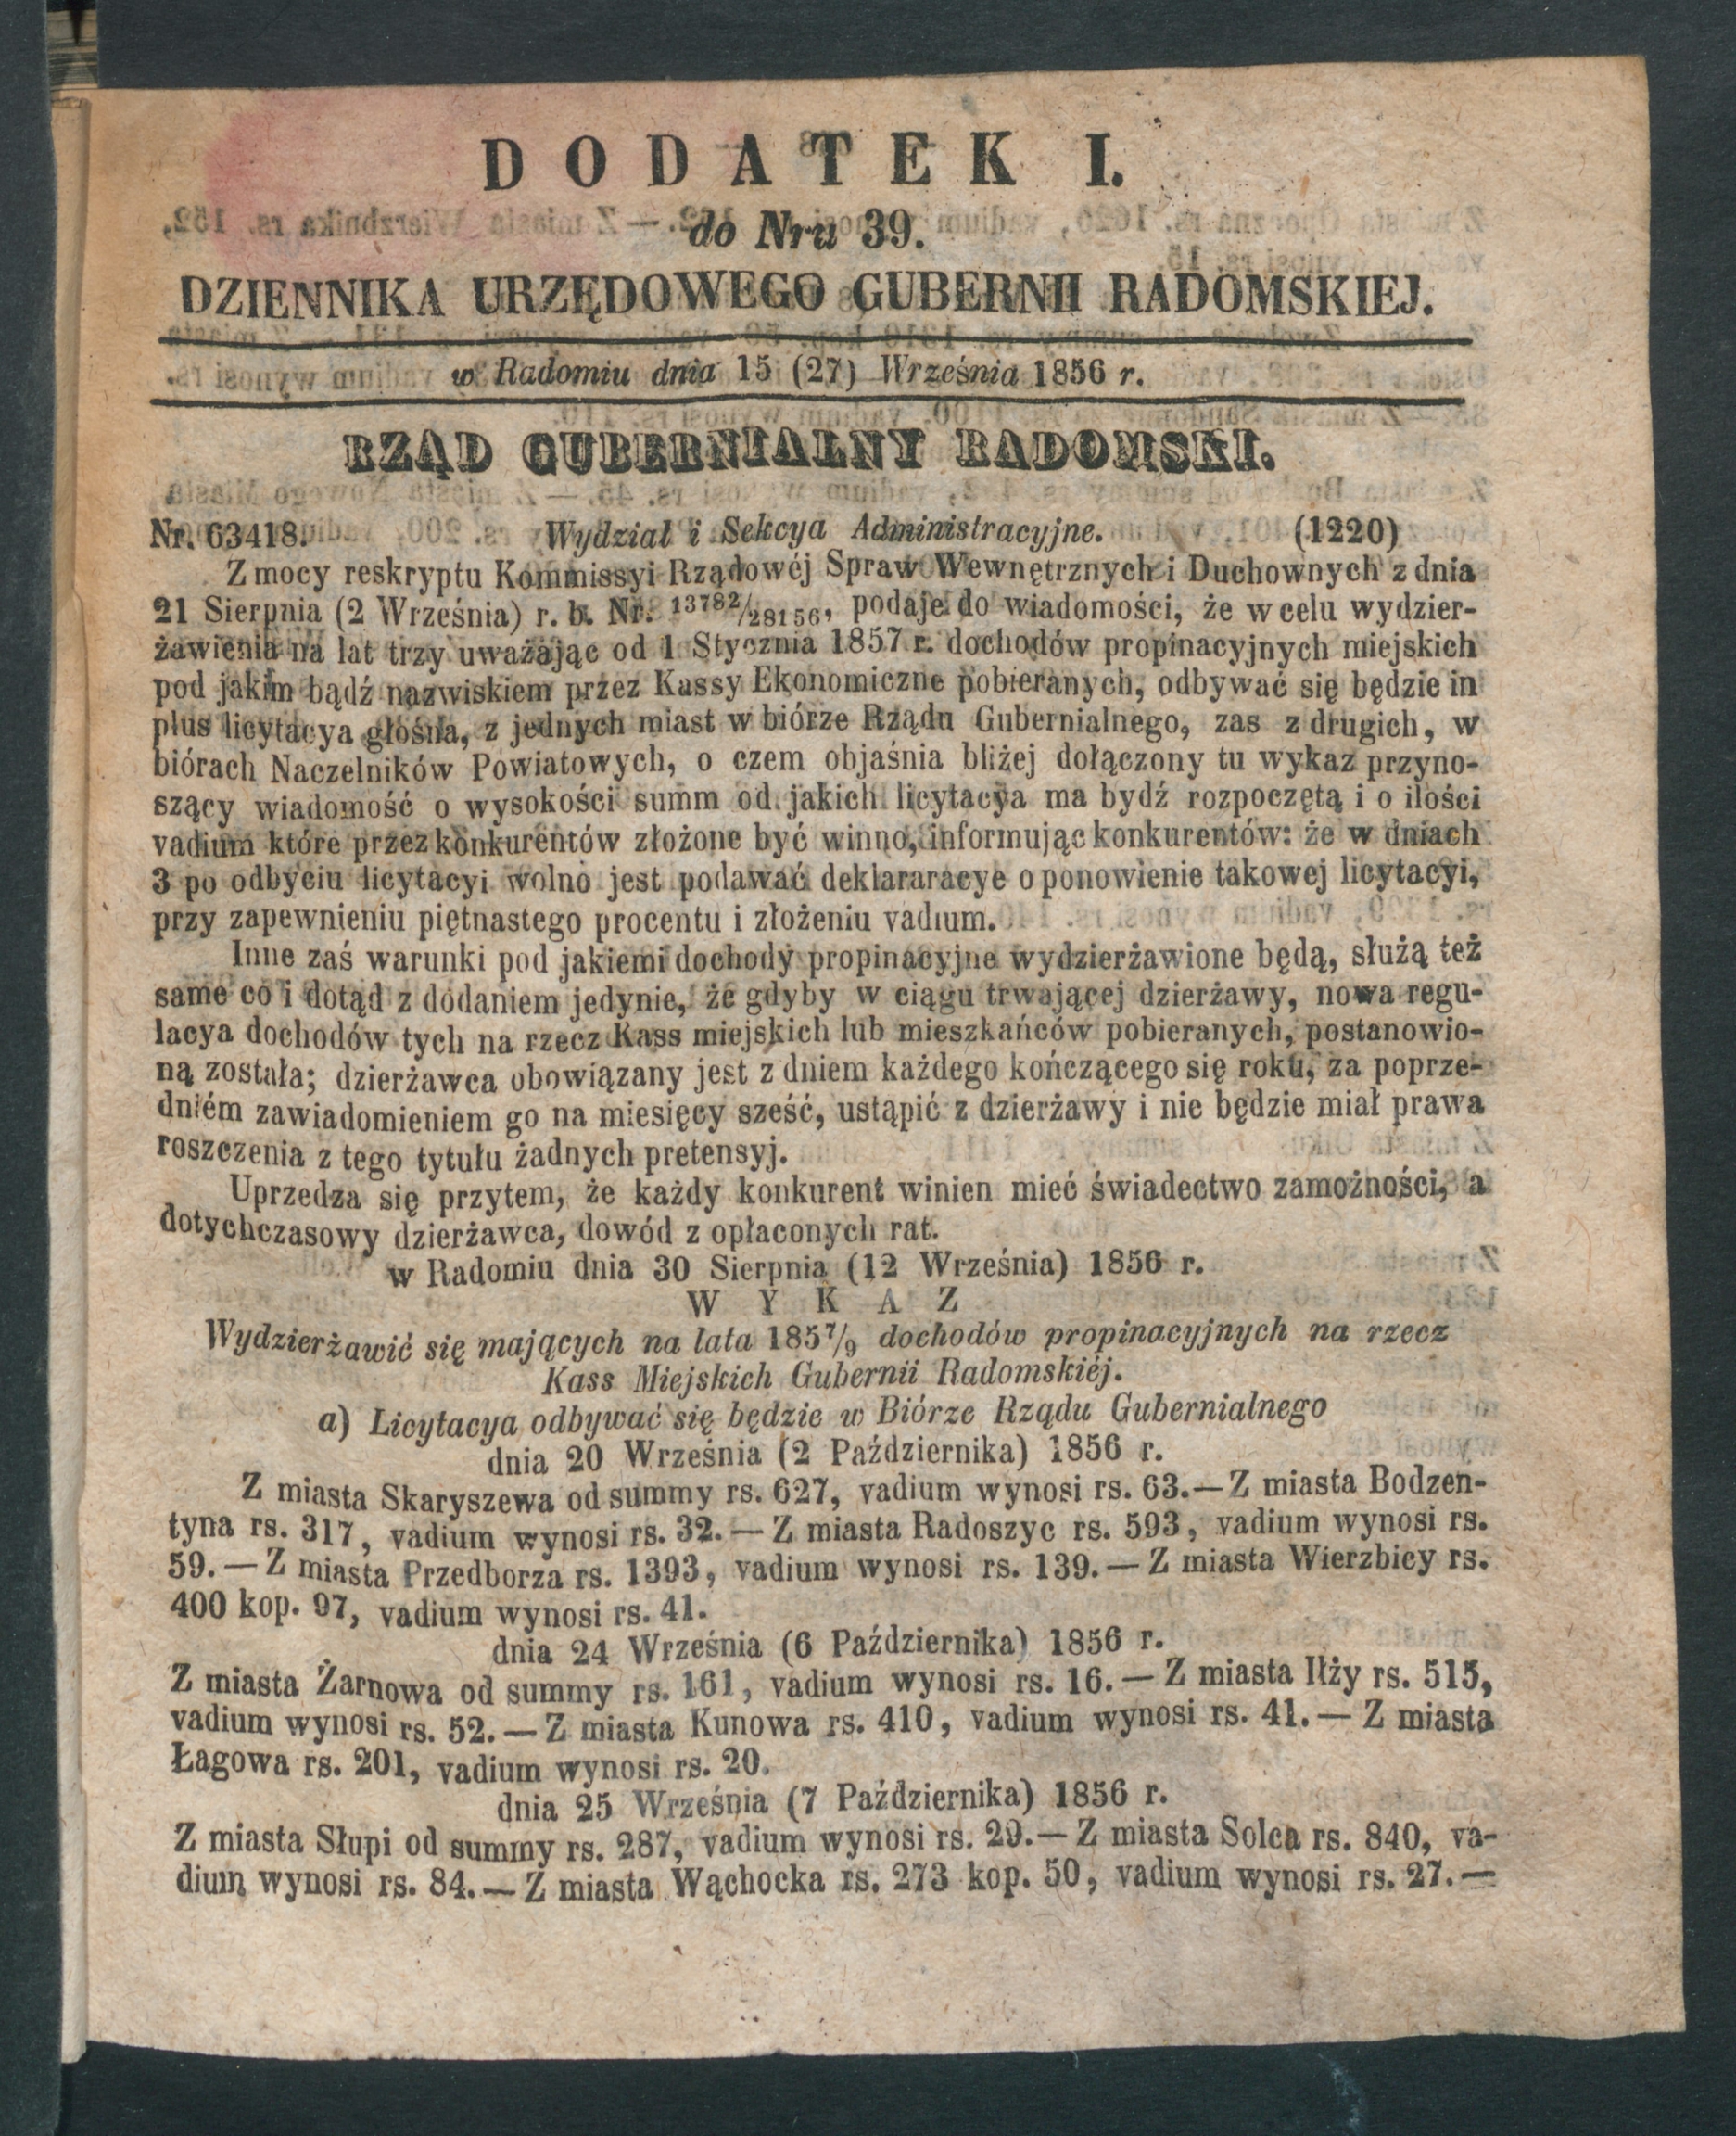 DODATEK I.
do Nru 39.
DZIENNIKA URZĘDOWEGO GUBERNII RADOMSKIEJ.
w Radomiu dnia 15 (27) Września 1856 r.
RZĄD GUBERNIALNY RADOMSKI.
Nr. 63418. Wydział i Sekcya Administracyjne. (1220)
Z mocy reskryptu Kommissyi Rządowéj Spraw Wewnętrznych i Duchownych z dnia
21 Sierpnia (2 Września) r. b. Nr. 13782/28156, podaje do wiadomości, że w celu wydzier-
żawienia na lat trzy uważając od 1 Stycznia 1857 r. dochodów propinacyjnych miejskich
pod jakim bądź nazwiskiem przez Kassy Ekonomiczne pobieranych, odbywać się będzie in
plus licytacya głośna, z jednych miast w biórze Rządu Gubernialnego, zas z drugich, w
biórach Naczelników Powiatowych, o czem objaśnia bliżej dołączony tu wykaz przyno-
szący wiadomość o wysokości summ od jakich licytacya ma bydź rozpoczętą i o ilości
vadium które przez konkurentów złożone być winno, informując konkurentów: że w dniach
3 po odbyciu licytacyi wolno jest podawać deklararacye o ponowienie takowej licytacyi,
przy zapewnieniu piętnastego procentu i złożeniu vadium.
Inne zaś warunki pod jakiemi dochody propinacyjne wydzierżawione będą, służą też
same co i dotąd z dodaniem jedynie, że gdyby w ciągu trwającej dzierżawy, nowa regu-
lacya dochodów tych na rzecz Kass miejskich lub mieszkańców pobieranych, postanowio-
ną została; dzierżawca obowiązany jest z dniem każdego kończącego się roku, za poprze-
dniém zawiadomieniem go na miesięcy sześć, ustąpić z dzierżawy i nie będzie miał prawa
roszczenia z tego tytułu żadnych pretensyj.
Uprzedza się przytem, że każdy konkurent winien mieć świadectwo zamożności, a
dotychczasowy dzierżawca, dowód z opłaconych rat.
w Radomiu dnia 30 Sierpnia (12 Września) 1856 r.
WYKAZ
Wydzierżawić się mających na lata 1857/9 dochodów propinacyjnych na rzecz
Kass Miejskich Gubernii Radomskiéj.
a) Licytacya odbywać się będzie w Biórze Rządu Gubernialnego
dnia 20 Września (2 Października) 1856 r.
Z miasta Skaryszewa od summy rs. 627, vadium wynosi rs. 63.—Z miasta Bodzen-
tyna rs. 317, vadium wynosi rs. 32.—Z miasta Radoszyc rs. 593, vadium wynosi rs.
59.—Z miasta Przedborza rs. 1393, vadium wynosi rs. 139.—Z miasta Wierzbicy rs.
400 kop. 97, vadium wynosi rs. 41.
dnia 24 Września (6 Października) 1856 r.
Z miasta Żarnowa od summy rs. 161, vadium wynosi rs. 16.—Z miasta Iłży rs. 515,
vadium wynosi rs. 52.—Z miasta Kunowa rs. 410, vadium wynosi rs. 41.—Z miasta
Łagowa rs. 201, vadium wynosi rs. 20.
dnia 25 Września (7 Października) 1856 r.
Z miasta Słupi od summy rs. 287, vadium wynosi rs. 29.—Z miasta Solca rs. 840, va-
dium wynosi rs. 84.—Z miasta Wąchocka rs. 273 kop. 50, vadium wynosi rs. 27.—